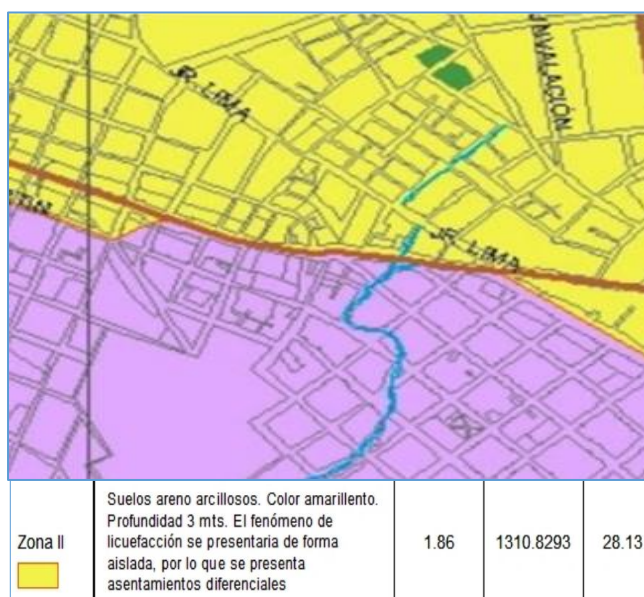 UNVALACIÓN
JR. LIMA
JR. LIMA
Zona II
Suelos areno arcillosos. Color amarillento.
Profundidad 3 mts. El fenómeno de
licuefacción se presentaria de forma
aislada, por lo que se presenta
asentamientos diferenciales
1.86
1310.8293
28.13